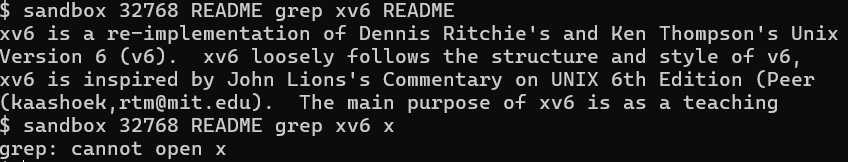 $ sandbox 32768 README grep xv6 README
xv6 is a re-implementation of Dennis Ritchie's and Ken Thompson's Unix
Version 6 (v6).  xv6 loosely follows the structure and style of v6,
xv6 is inspired by John Lions's Commentary on UNIX 6th Edition (Peer
(kaashoek,rtm@mit.edu).  The main purpose of xv6 is as a teaching
$ sandbox 32768 README grep xv6 x
grep: cannot open x
$